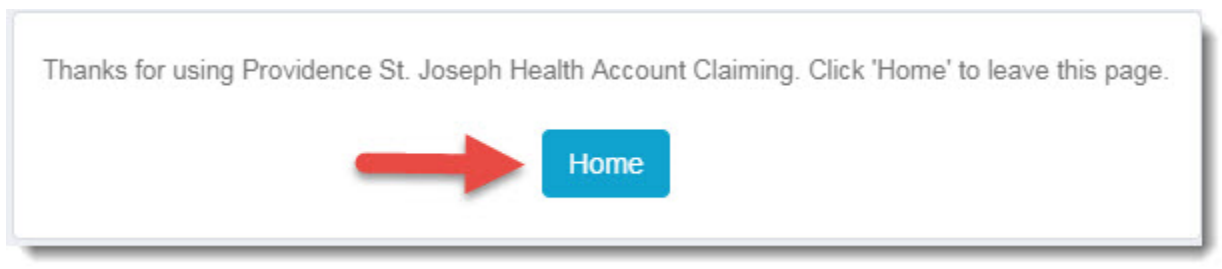 Thanks for using Providence St. Joseph Health Account Claiming. Click 'Home' to leave this page.
Home